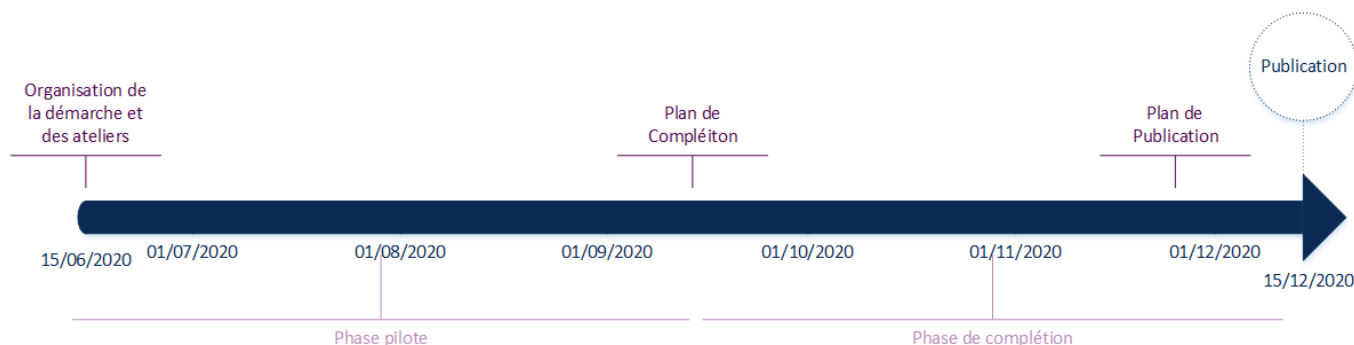 Publication
Organisation de
la démarche et
des ateliers
Plan de
Compléiton
Plan de
Publication
15/06/2020
01/07/2020
01/08/2020
01/09/2020
01/10/2020
01/11/2020
01/12/2020
15/12/2020
Phase pilote
Phase de complétion